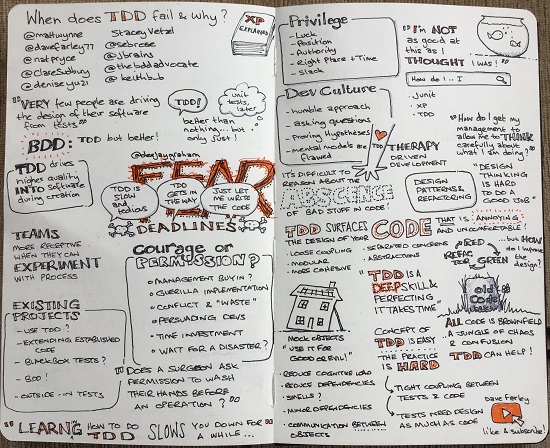 When does TDD fail & why?
@mattwynne
Stacey Vetzel
@davefarley77
@sebrose
@natpryce
@jbrains
@ClareSudbury
@thebddadvocate
@denisey21
@keithb_b
XP
EXPLAINED
"VERY few people are driving
the design of their software
from tests"
TDD!
unit
tests,
later
better than
nothing... but
only just!
BDD: TDD but better!
@deejaygraham
TDD drives
higher quality
INTO software
during creation
FEAR
TDD IS
SLOW
and
tedious
TDD
GETS IN
THE WAY
JUST LET
ME WRITE
THE CODE
DEADLINES
TEAMS
MORE RECEPTIVE
WHEN THEY CAN
EXPERIMENT
WITH PROCESS
Courage or
PERMISSION?
MANAGEMENT BUY IN?
GUERILLA IMPLEMENTATION
CONFLICT & "WASTE"
PERSUADING DEVS
TIME INVESTMENT
WAIT FOR A DISASTER?
EXISTING
PROJECTS
- USE TDD?
- EXTENDING ESTABLISHED
CODE
- BLACK BOX TESTS?
- BDD!
- OUTSIDE-IN TESTS
"DOES A SURGEON ASK
PERMISSION TO WASH
THEIR HANDS BEFORE
AN OPERATION?"
"LEARNG HOW TO DO
TDD SLOWS YOU DOWN FOR
A WHILE..."
Privilege
- Luck
- Position
- Authority
- Right Place + Time
- Slack
"I'm NOT
as good at
this as I
THOUGHT I was!"
How do I .. I
- Junit
- XP
- TDD
Dev Culture
- humble approach
- asking questions
- Proving Hypotheses
- mental models are
flawed
TDD
THERAPY
DRIVEN
DEVELOPMENT
"How do I get my
management to
allow me to THINK
carefully about
what I'm doing?"
IT'S DIFFICULT TO
REASON ABOUT THE
ABSCENCE
OF BAD STUFF IN CODE!
DESIGN
PATTERNS &
REFACTORING
"DESIGN
THINKING
IS HARD
TO DO A
GOOD JOB"
TDD SURFACES
THE DESIGN OF YOUR
CODE
THAT IS ANNOYING
AND UNCOMFORTABLE!
- LOOSE COUPLING
- MODULAR
- MORE COHESIVE
- SEPARATED CONCERNS
- ABSTRACTIONS
RED
GREEN
REFACTOR
...but HOW
do I improve
the design?
"TDD IS A
DEEP SKILL &
PERFECTING
IT TAKES TIME"
Old
Code
MOCK OBJECTS
"USE IT FOR
GOOD OR EVIL!"
- REDUCE COGNITIVE LOAD
- REDUCE DEPENDENCIES
- SMELLS?
- MINOR DEPENDENCIES
- COMMUNICATION BETWEEN
OBJECTS
CONCEPT OF
TDD IS EASY
THE PRACTICE
IS HARD
ALL CODE IS BROWNFIELD
A JUNGLE OF CHAOS
& CONFUSION
TDD CAN HELP!
TIGHT COUPLING BETWEEN
TESTS & CODE
TESTS NEED DESIGN
AS MUCH AS CODE
Dave Farley
like & subscribe!